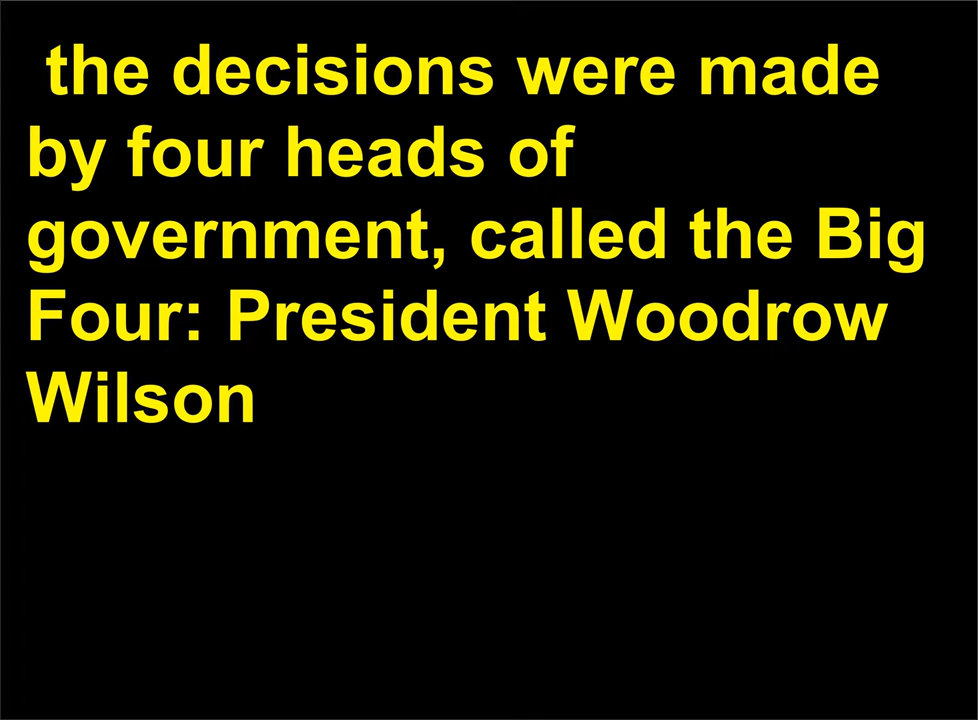 the decisions were made
by four heads of
government, called the Big
Four: President Woodrow
Wilson